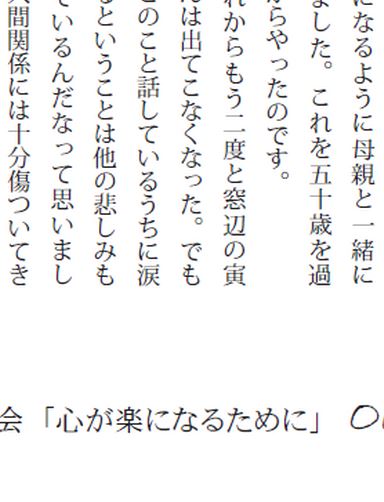 になるように母親と一緒に
ました。これを五十歳を過
からやったのです。
れからもう二度と窓辺の寅
んは出てこなくなった。でも
このこと話しているうちに涙
るということは他の悲しみも
ているんだなって思いまし
人間関係には十分傷ついてき
会「心が楽になるために」